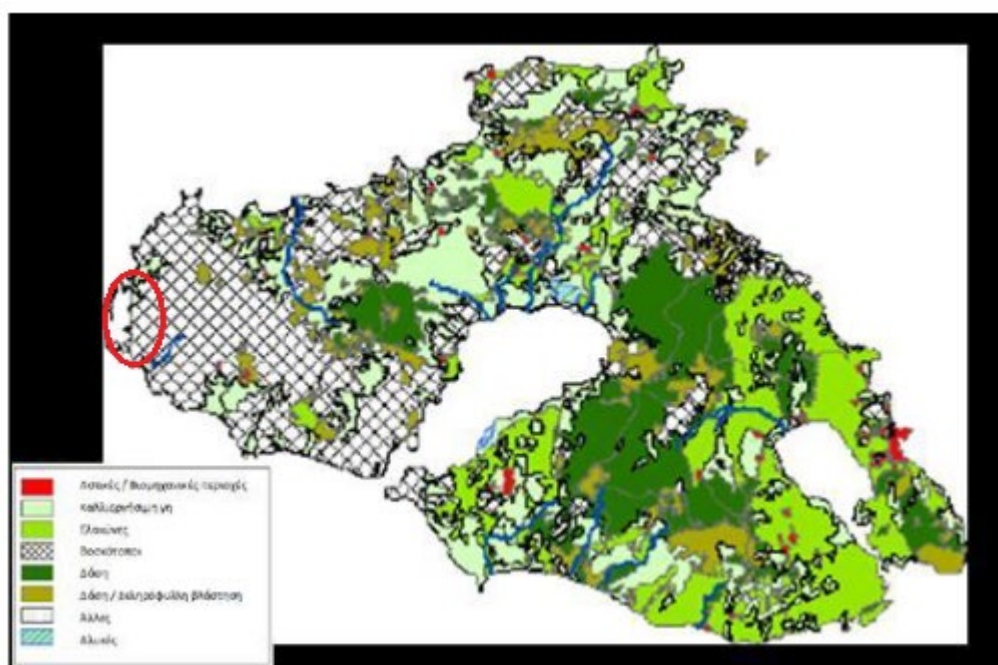 Αστικές / Βιομηχανικές περιοχές
Καλλιεργήσιμη γη
Ελαιώνες
Βοσκότοποι
Δάση
Δάση / Σκληρόφυλλη βλάστηση
Άλλες
Αλυκές